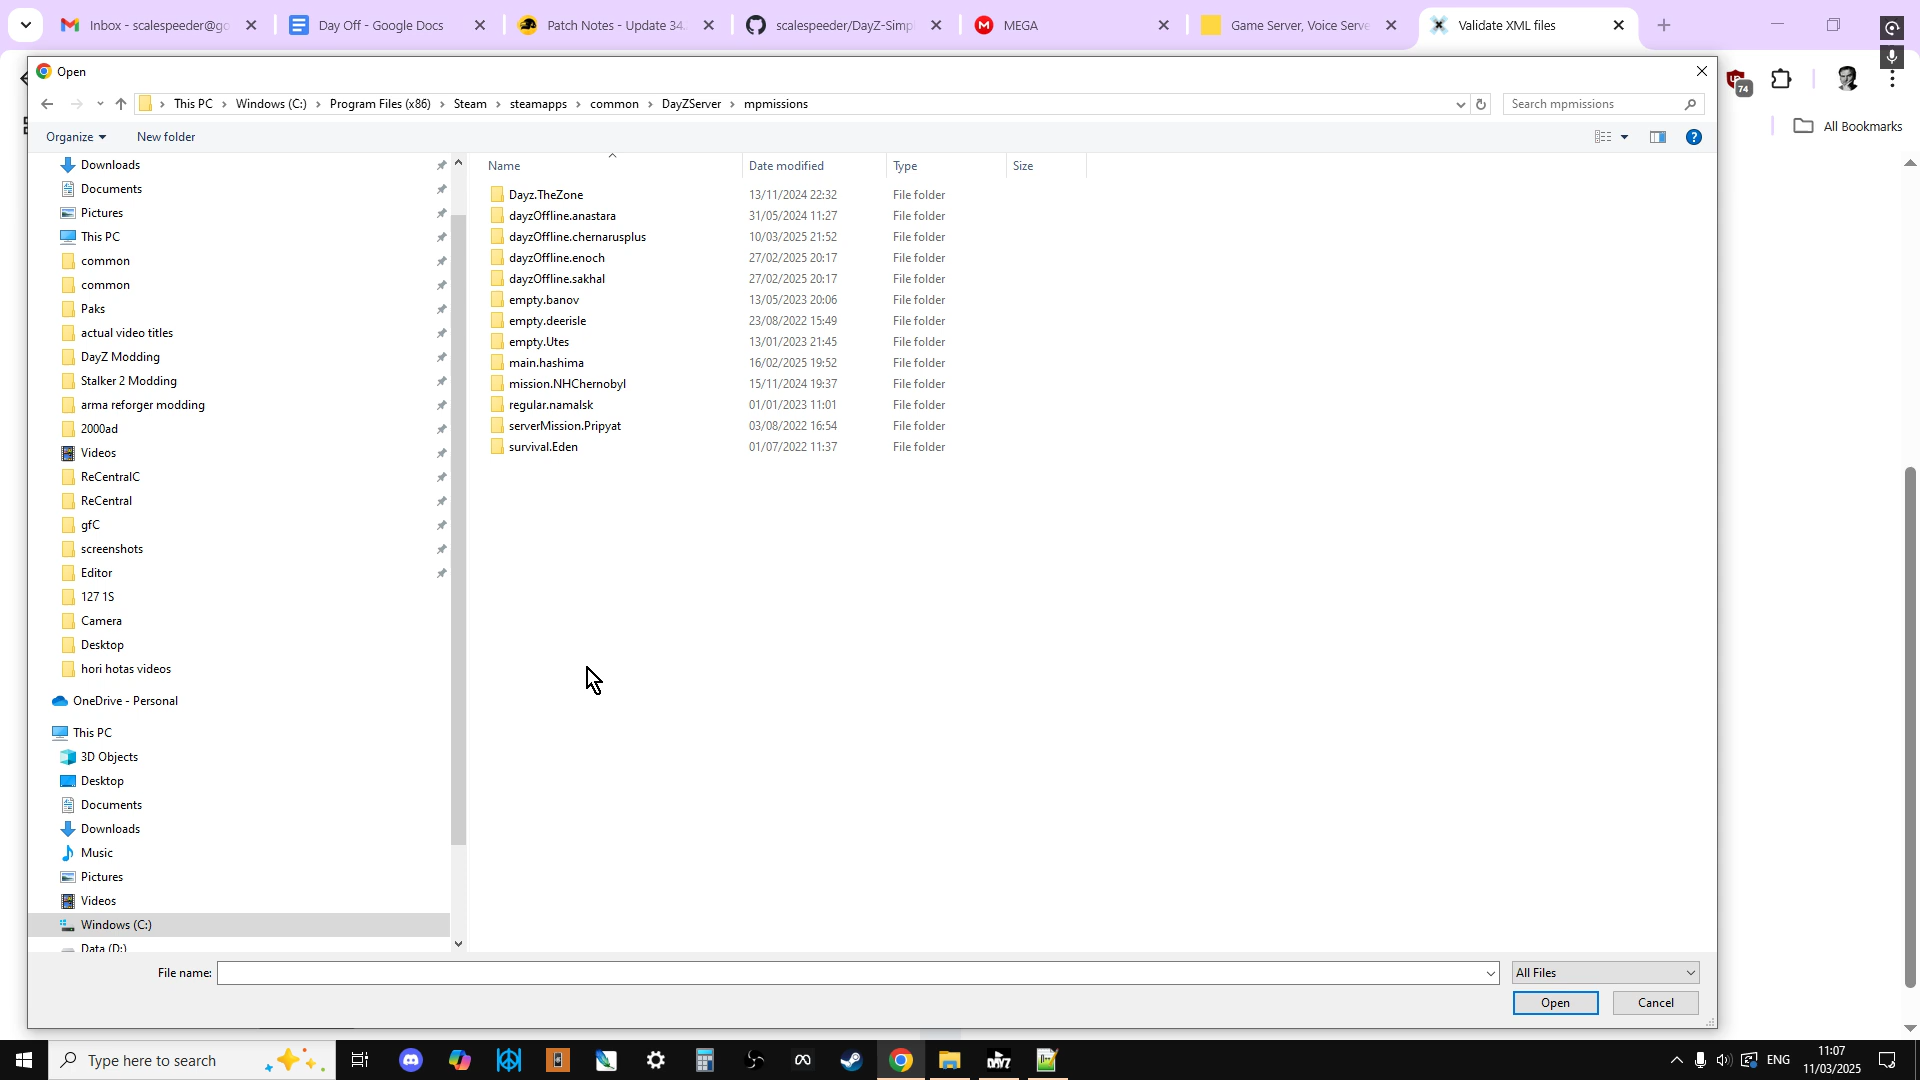 Inbox - scalespeeder@go
Day Off - Google Docs
Patch Notes - Update 34.
scalespeeder/DayZ-Simpl
MEGA
Game Server, Voice Serve
Validate XML files
Open
74
This PC > Windows (C:) > Program Files (x86) > Steam > steamapps > common > DayZServer > mpmissions
Search mpmissions
Organize
New folder
All Bookmarks
Name Date modified Type Size
Downloads
Documents
Pictures
This PC
common
common
Paks
actual video titles
DayZ Modding
Stalker 2 Modding
arma reforger modding
2000ad
Videos
ReCentralC
ReCentral
gfC
screenshots
Editor
127 1S
Camera
Desktop
hori hotas videos
OneDrive - Personal
This PC
3D Objects
Desktop
Documents
Downloads
Music
Pictures
Videos
Windows (C:)
Data (D:)
Dayz.TheZone 13/11/2024 22:32 File folder
dayzOffline.anastara 31/05/2024 11:27 File folder
dayzOffline.chernarusplus 10/03/2025 21:52 File folder
dayzOffline.enoch 27/02/2025 20:17 File folder
dayzOffline.sakhal 27/02/2025 20:17 File folder
empty.banov 13/05/2023 20:06 File folder
empty.deerisle 23/08/2022 15:49 File folder
empty.Utes 13/01/2023 21:45 File folder
main.hashima 16/02/2025 19:52 File folder
mission.NHChernobyl 15/11/2024 19:37 File folder
regular.namalsk 01/01/2023 11:01 File folder
serverMission.Pripyat 03/08/2022 16:54 File folder
survival.Eden 01/07/2022 11:37 File folder
File name:
All Files
Open
Cancel
Type here to search
DAYZ
ENG
11:07
11/03/2025